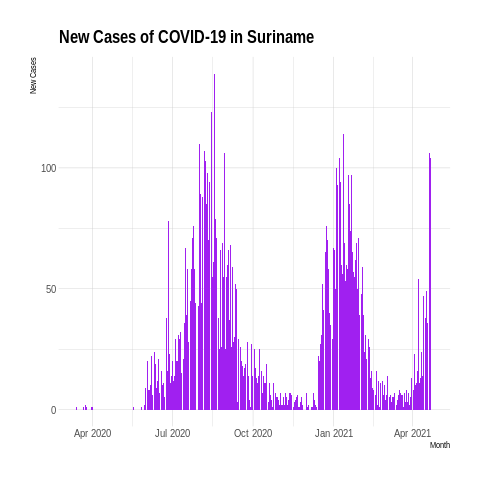 New Cases of COVID-19 in Suriname
New Cases
100
50
0
Apr 2020 Jul 2020 Oct 2020 Jan 2021 Apr 2021
Month